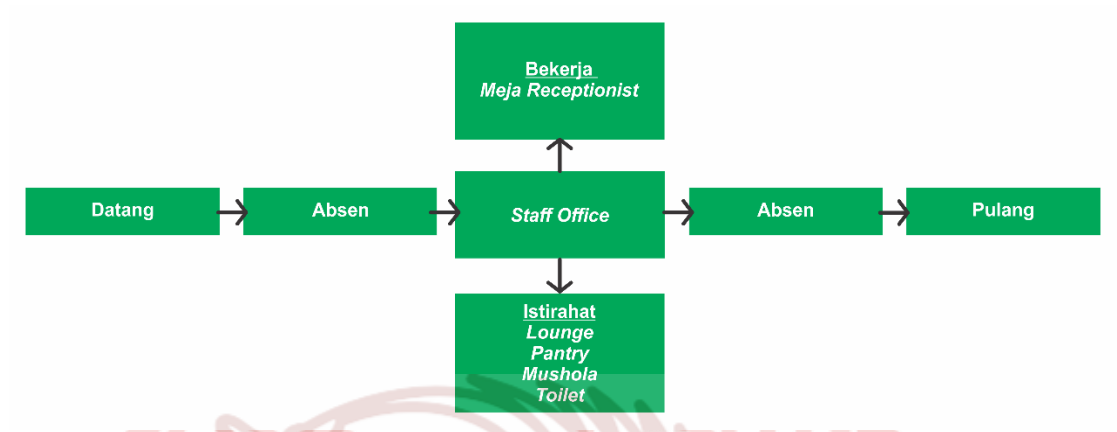 Bekerja
Meja Receptionist
Datang
Absen
Staff Office
Absen
Pulang
Istirahat
Lounge
Pantry
Mushola
Toilet